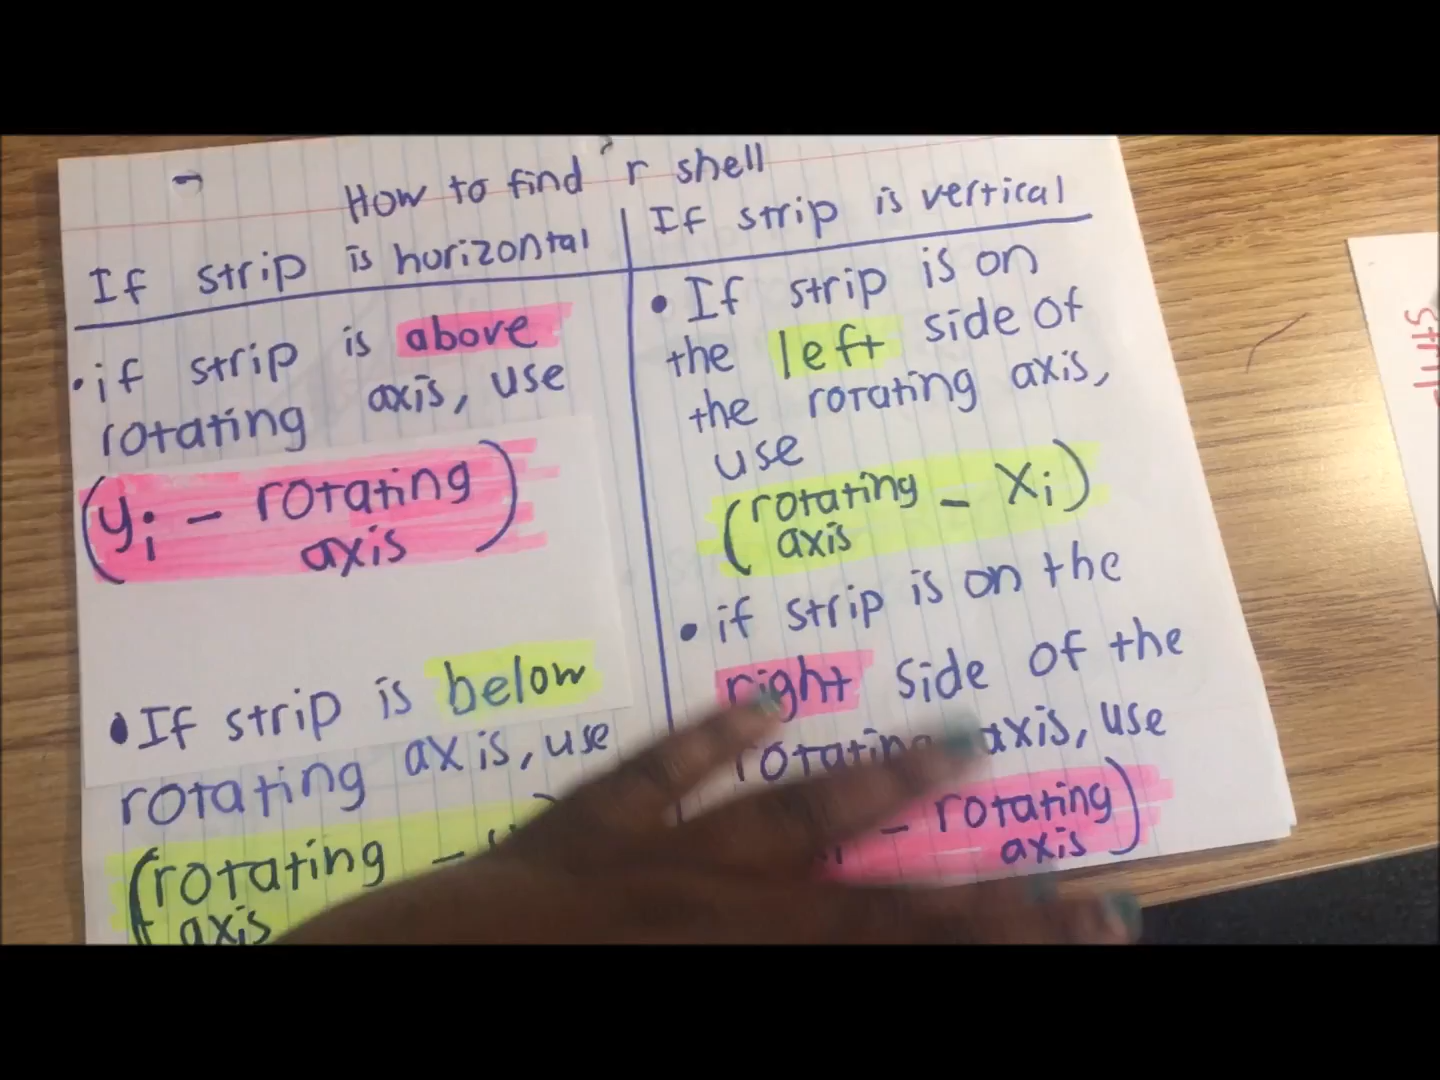 How to find r shell
If strip is horizontal
• if strip is above
rotating axis, use
(yi – rotating
axis)
• If strip is below
rotating axis, use
(rotating –
axis
If strip is vertical
• If strip is on
the left side of
the rotating axis,
use
(rotating – xi)
axis
• if strip is on the
right side of the
rotating axis, use
– rotating)
axis